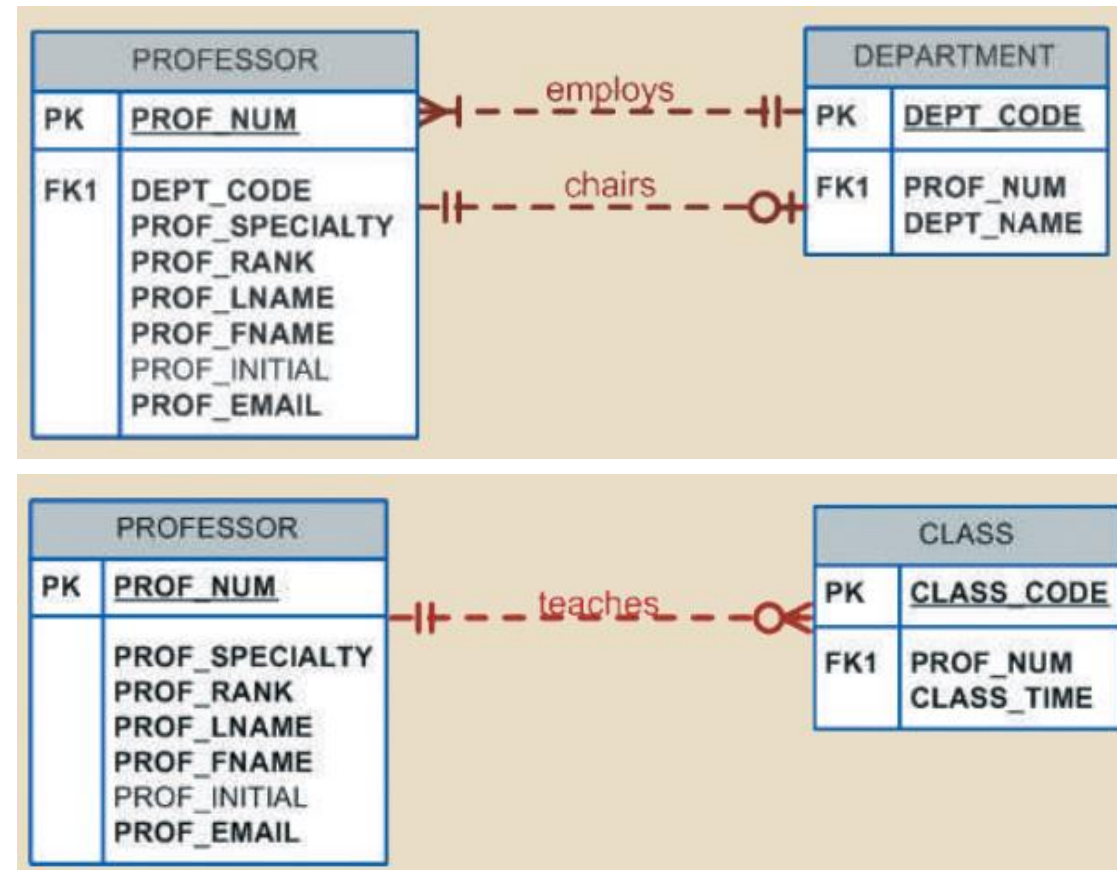 PROFESSOR
PK PROF_NUM
FK1 DEPT_CODE
PROF_SPECIALTY
PROF_RANK
PROF_LNAME
PROF_FNAME
PROF_INITIAL
PROF_EMAIL
employs
chairs
DEPARTMENT
PK DEPT_CODE
FK1 PROF_NUM
DEPT_NAME
PROFESSOR
PK PROF_NUM
PROF_SPECIALTY
PROF_RANK
PROF_LNAME
PROF_FNAME
PROF_INITIAL
PROF_EMAIL
teaches
CLASS
PK CLASS_CODE
FK1 PROF_NUM
CLASS_TIME